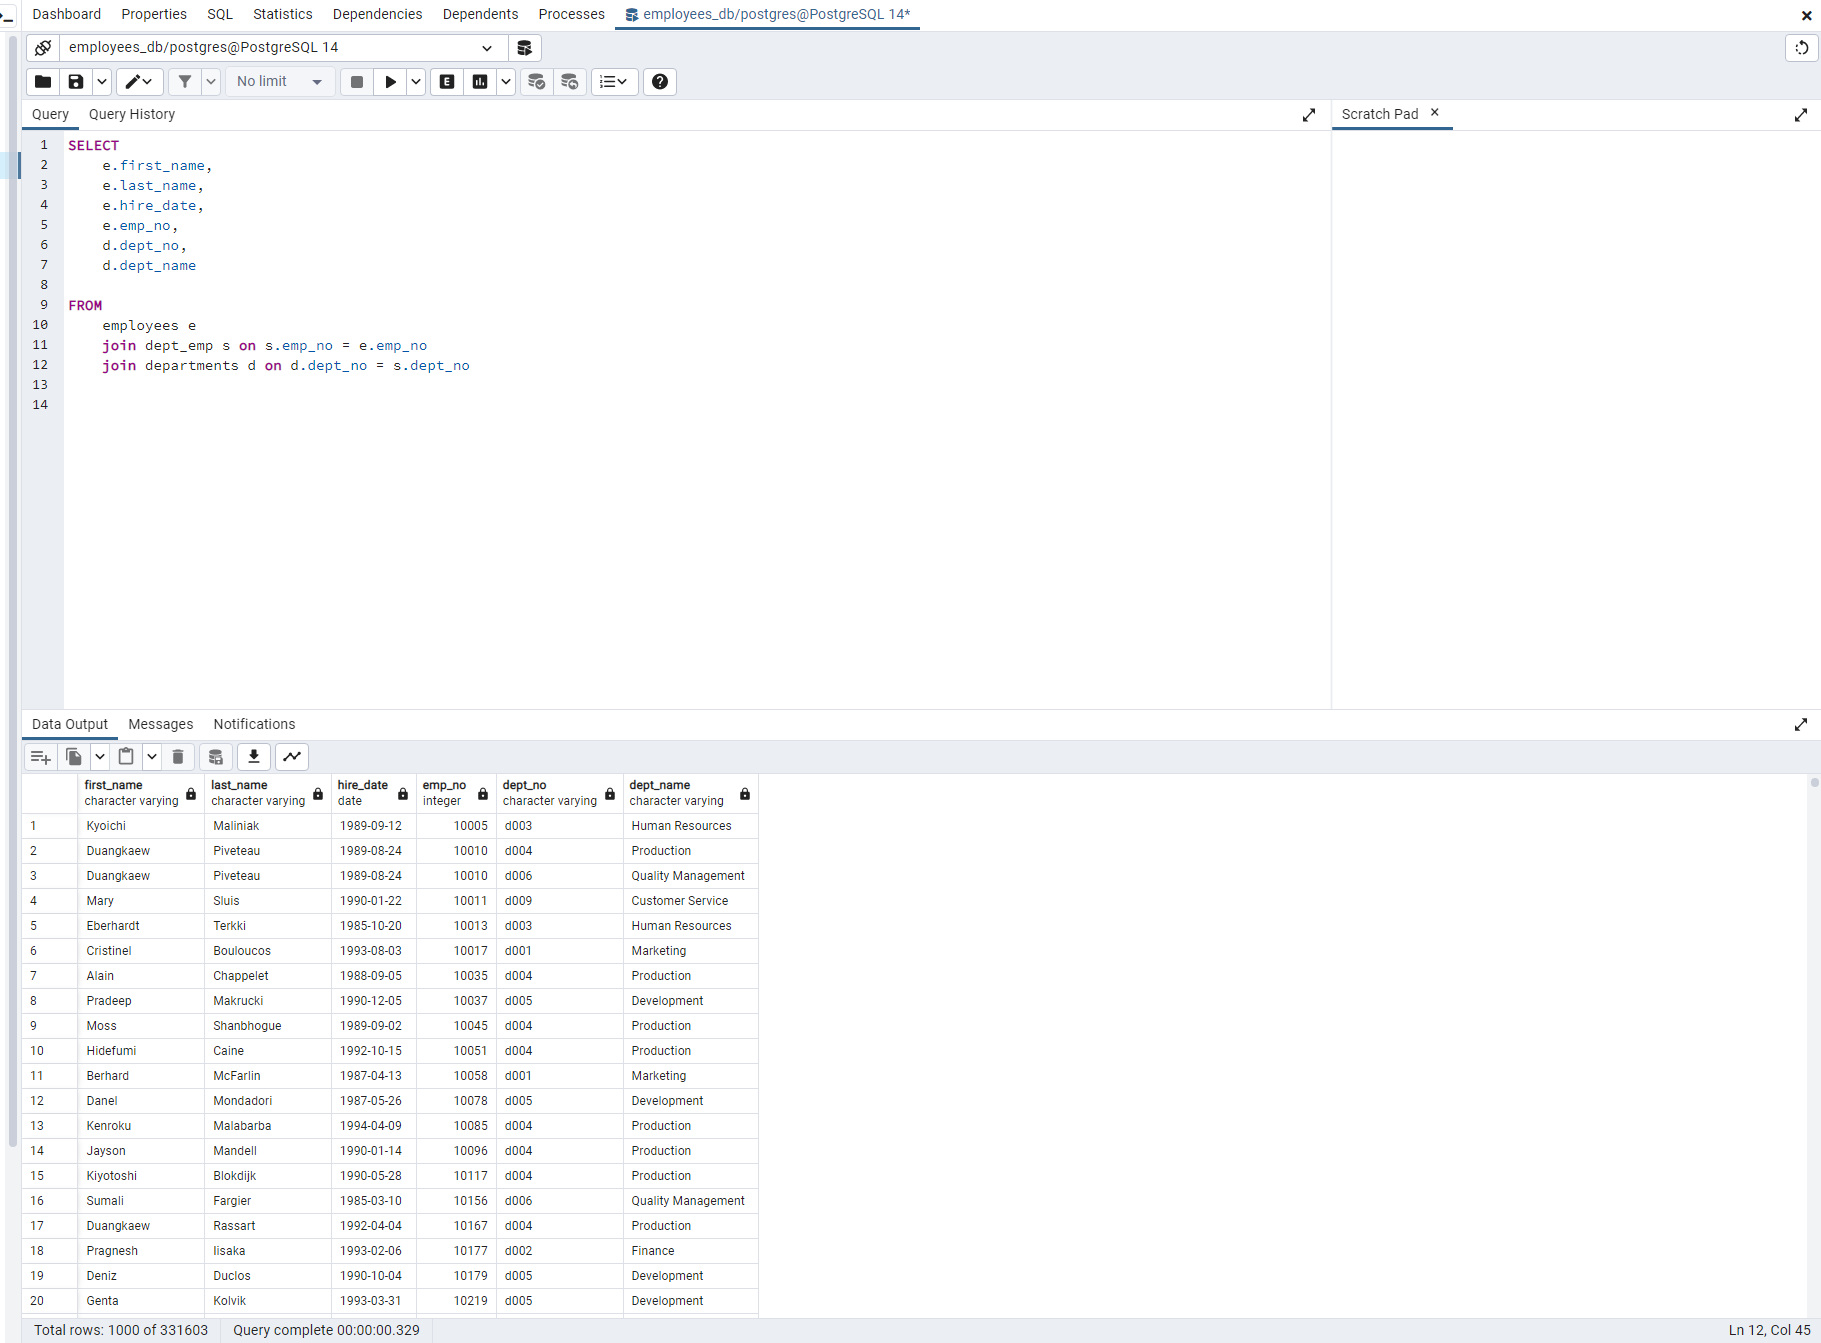 Dashboard Properties SQL Statistics Dependencies Dependents Processes employees_db/postgres@PostgreSQL 14*
employees_db/postgres@PostgreSQL 14
No limit
Query Query History
Scratch Pad
1 SELECT
2 e.first_name,
3 e.last_name,
4 e.hire_date,
5 e.emp_no,
6 d.dept_no,
7 d.dept_name
8
9 FROM
10 employees e
11 join dept_emp s on s.emp_no = e.emp_no
12 join departments d on d.dept_no = s.dept_no
13
14
Data Output Messages Notifications
first_name last_name hire_date emp_no dept_no dept_name
character varying character varying date integer character varying character varying
1 Kyoichi Maliniak 1989-09-12 10005 d003 Human Resources
2 Duangkaew Piveteau 1989-08-24 10010 d004 Production
3 Duangkaew Piveteau 1989-08-24 10010 d006 Quality Management
4 Mary Sluis 1990-01-22 10011 d009 Customer Service
5 Eberhardt Terkki 1985-10-20 10013 d003 Human Resources
6 Cristinel Bouloucos 1993-08-03 10017 d001 Marketing
7 Alain Chappelet 1988-09-05 10035 d004 Production
8 Pradeep Makrucki 1990-12-05 10037 d005 Development
9 Moss Shanbhogue 1989-09-02 10045 d004 Production
10 Hidefumi Caine 1992-10-15 10051 d004 Production
11 Berhard McFarlin 1987-04-13 10058 d001 Marketing
12 Danel Mondadori 1987-05-26 10078 d005 Development
13 Kenroku Malabarba 1994-04-09 10085 d004 Production
14 Jayson Mandell 1990-01-14 10096 d004 Production
15 Kiyotoshi Blokdijk 1990-05-28 10117 d004 Production
16 Sumali Fargier 1985-03-10 10156 d006 Quality Management
17 Duangkaew Rassart 1992-04-04 10167 d004 Production
18 Pragnesh Iisaka 1993-02-06 10177 d002 Finance
19 Deniz Duclos 1990-10-04 10179 d005 Development
20 Genta Kolvik 1993-03-31 10219 d005 Development
Total rows: 1000 of 331603 Query complete 00:00:00.329 Ln 12, Col 45